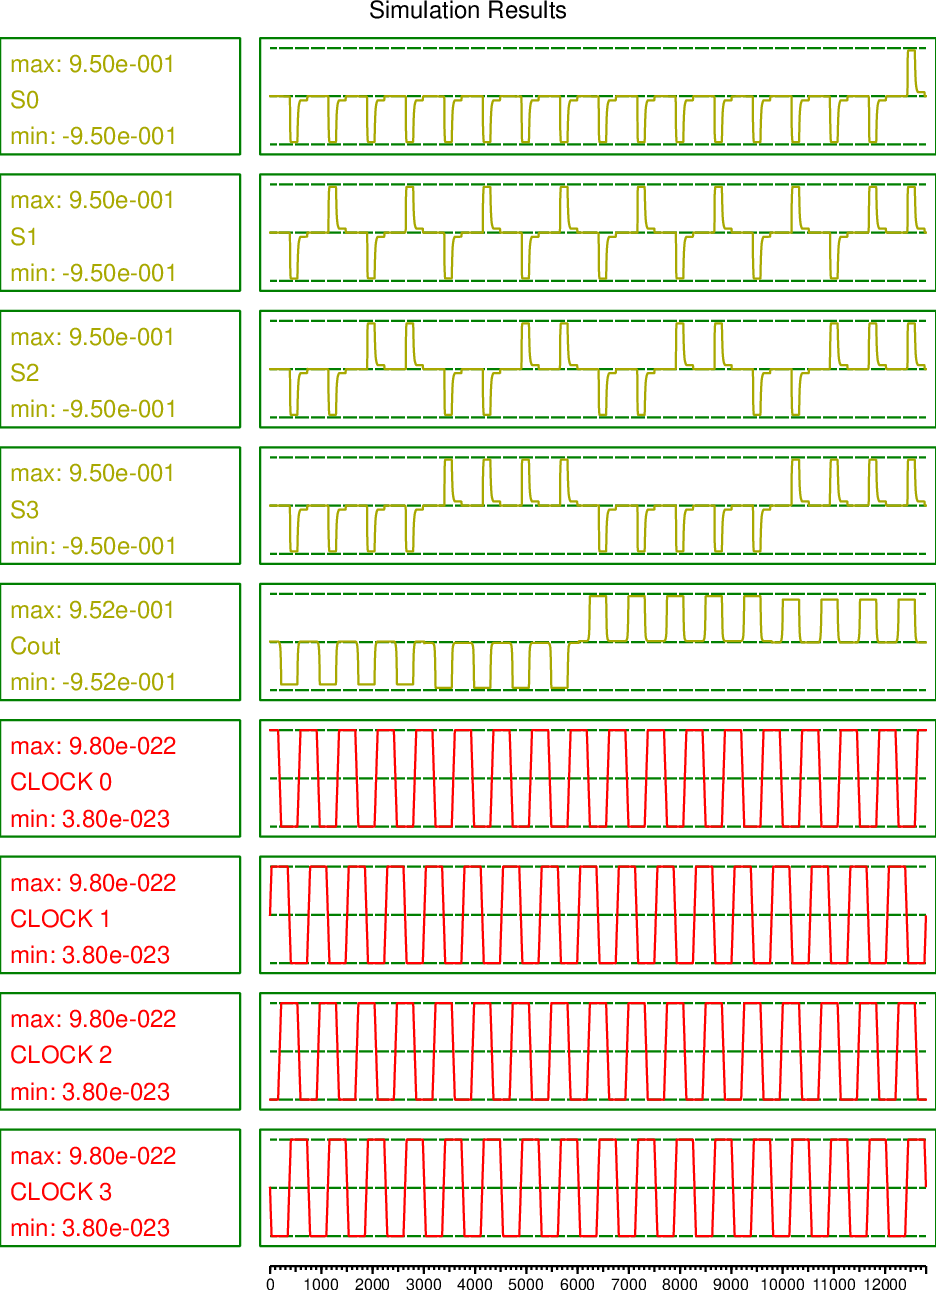 Simulation Results
max: 9.50e-001
S0
min: -9.50e-001
max: 9.50e-001
S1
min: -9.50e-001
max: 9.50e-001
S2
min: -9.50e-001
max: 9.50e-001
S3
min: -9.50e-001
max: 9.52e-001
Cout
min: -9.52e-001
max: 9.80e-022
CLOCK 0
min: 3.80e-023
max: 9.80e-022
CLOCK 1
min: 3.80e-023
max: 9.80e-022
CLOCK 2
min: 3.80e-023
max: 9.80e-022
CLOCK 3
min: 3.80e-023
0 1000 2000 3000 4000 5000 6000 7000 8000 9000 10000 11000 12000